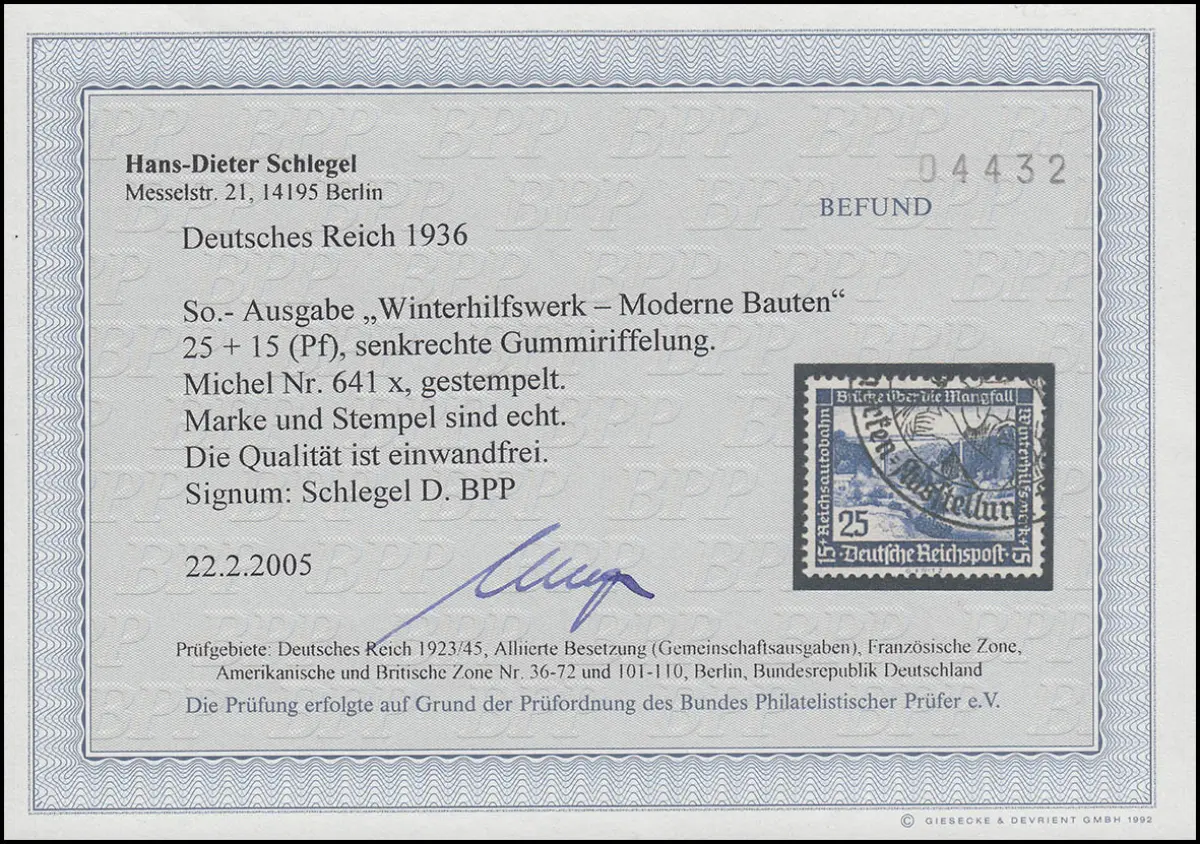 Hans-Dieter Schlegel
Messelstr. 21, 14195 Berlin
04432
BEFUND
Deutsches Reich 1936
So.- Ausgabe „Winterhilfswerk – Moderne Bauten“
25 + 15 (Pf), senkrechte Gummiriffelung.
Michel Nr. 641 x, gestempelt.
Marke und Stempel sind echt.
Die Qualität ist einwandfrei.
Signum: Schlegel D. BPP
22.2.2005
Brücke über die Mangfall
15+Reichsautobahn
Winterhilfswerk+15
25
Deutsche Reichspost
Prüfgebiete: Deutsches Reich 1923/45, Alliierte Besetzung (Gemeinschaftsausgaben), Französische Zone,
Amerikanische und Britische Zone Nr. 36-72 und 101-110, Berlin, Bundesrepublik Deutschland
Die Prüfung erfolgte auf Grund der Prüfordnung des Bundes Philatelistischer Prüfer e.V.
© GIESECKE & DEVRIENT GMBH 1992